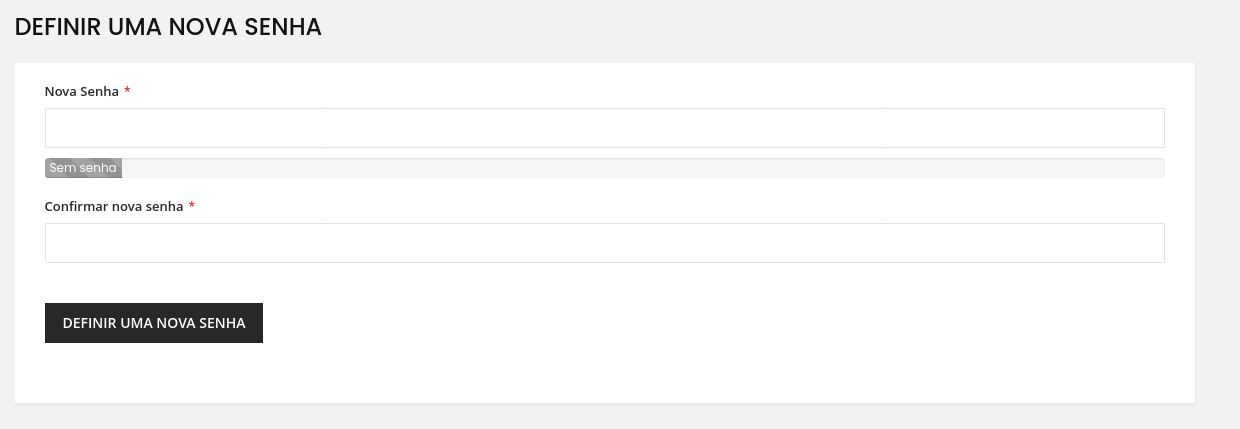 DEFINIR UMA NOVA SENHA
Nova Senha *
Sem senha
Confirmar nova senha *
DEFINIR UMA NOVA SENHA